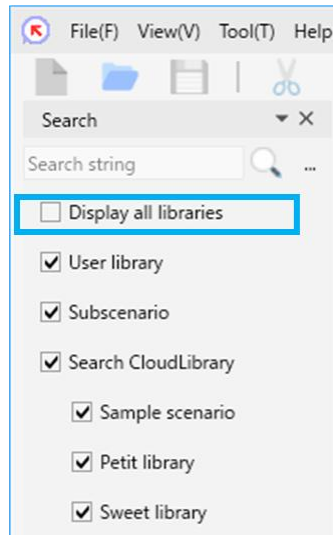 File(F) View(V) Tool(T) Help
Search
Search string ...
Display all libraries
User library
Subscenario
Search CloudLibrary
Sample scenario
Petit library
Sweet library